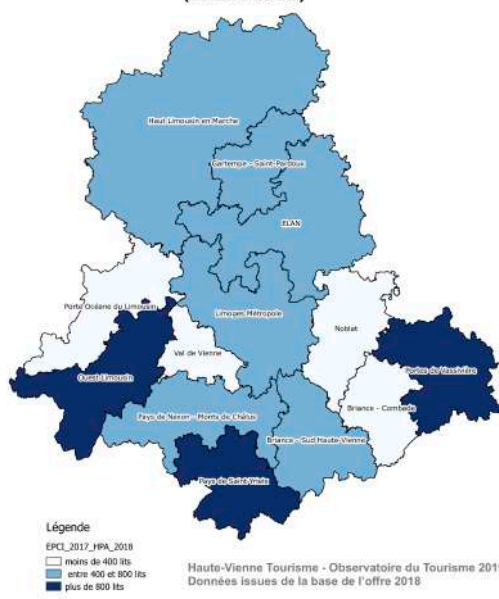 Haut Limousin en Marche
Gartempe - Saint-Pardoux
ELAN
Porte Océane du Limousin
Limoges Métropole
Noblat
Val de Vienne
Portes de Vassivière
Ouest Limousin
Briance - Combade
Pays de Nexon - Monts de Châlus
Briance - Sud Haute-Vienne
Pays de Saint-Yrieix
Légende
EPCI_2017_HPA_2018
moins de 400 lits
entre 400 et 800 lits
plus de 800 lits
Haute-Vienne Tourisme - Observatoire du Tourisme 2019
Données issues de la base de l'offre 2018